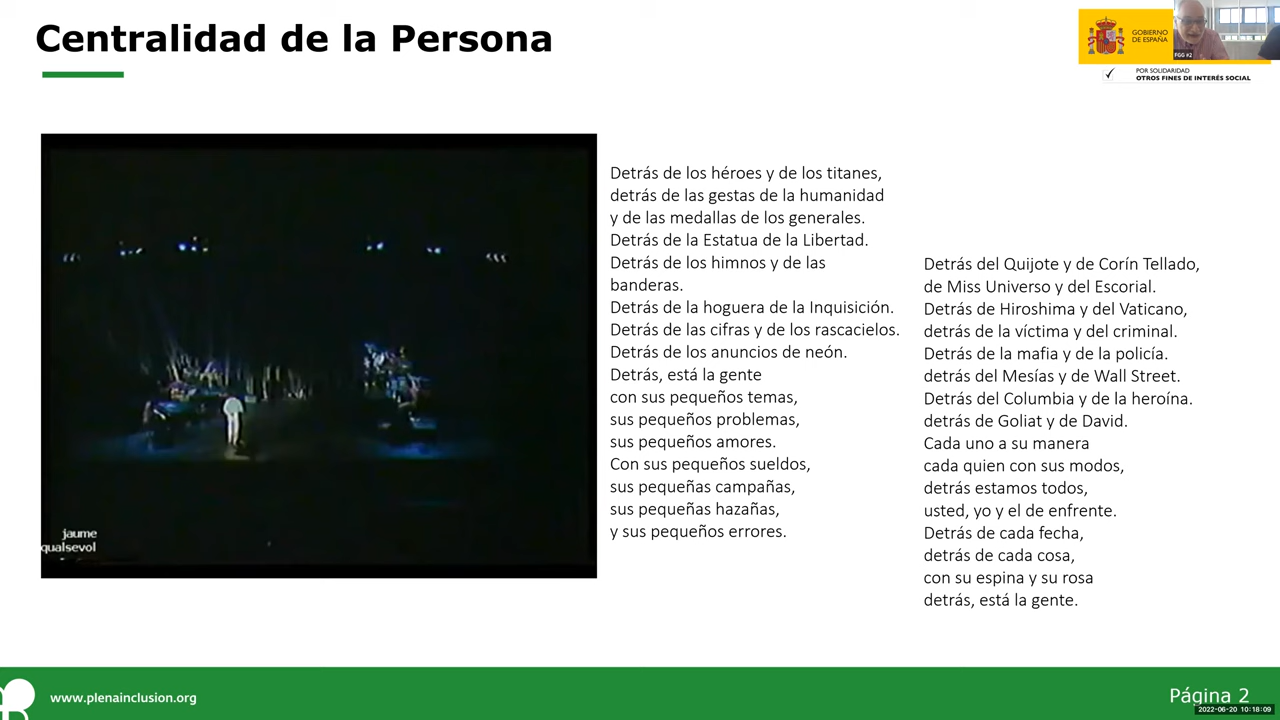 Centralidad de la Persona
GOBIERNO
DE ESPAÑA
FGG #2
POR SOLIDARIDAD
OTROS FINES DE INTERÉS SOCIAL
Detrás de los héroes y de los titanes,
detrás de las gestas de la humanidad
y de las medallas de los generales.
Detrás de la Estatua de la Libertad.
Detrás de los himnos y de las
banderas.
Detrás de la hoguera de la Inquisición.
Detrás de las cifras y de los rascacielos.
Detrás de los anuncios de neón.
Detrás, está la gente
con sus pequeños temas,
sus pequeños problemas,
sus pequeños amores.
Con sus pequeños sueldos,
sus pequeñas campañas,
sus pequeñas hazañas,
y sus pequeños errores.
Detrás del Quijote y de Corín Tellado,
de Miss Universo y del Escorial.
Detrás de Hiroshima y del Vaticano,
detrás de la víctima y del criminal.
Detrás de la mafia y de la policía.
detrás del Mesías y de Wall Street.
Detrás del Columbia y de la heroína.
detrás de Goliat y de David.
Cada uno a su manera
cada quien con sus modos,
detrás estamos todos,
usted, yo y el de enfrente.
Detrás de cada fecha,
detrás de cada cosa,
con su espina y su rosa
detrás, está la gente.
jaume
qualsevol
www.plenainclusion.org
Página 2
2022-06-20 10:18:09